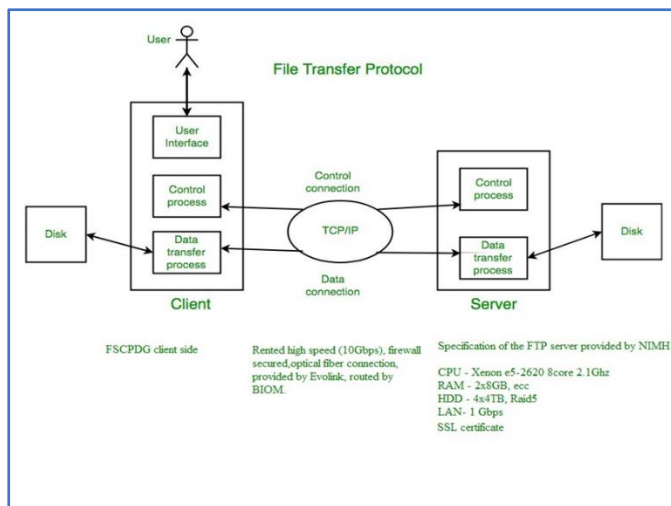 User
File Transfer Protocol
User
Interface
Control
process
Data
transfer
process
Client
Disk
Control
connection
TCP/IP
Data
connection
Control
process
Data
transfer
process
Server
Disk
FSCPDG client side
Rented high speed (10Gbps), firewall
secured,optical fiber connection,
provided by Evolink, routed by
BIOM.
Specification of the FTP server provided by NIMH
CPU - Xenon e5-2620 8core 2.1Ghz
RAM - 2x8GB, ecc
HDD - 4x4TB, Raid5
LAN- 1 Gbps
SSL certificate